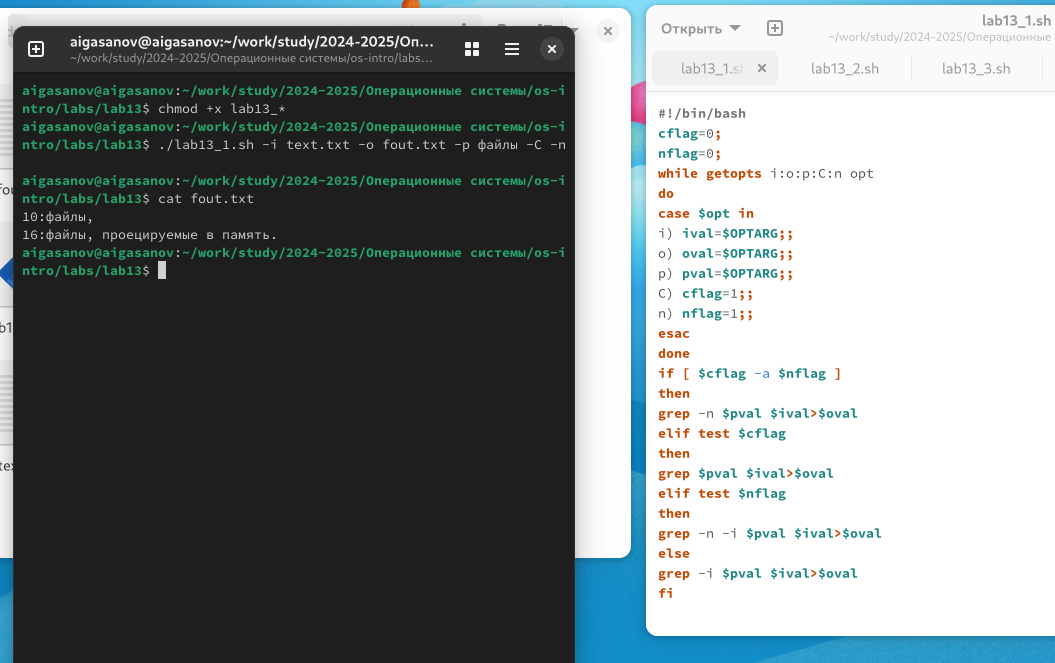 aigasanov@aigasanov:~/work/study/2024-2025/Оп...
~/work/study/2024-2025/Операционные системы/os-intro/labs...
aigasanov@aigasanov:~/work/study/2024-2025/Операционные системы/os-i
ntro/labs/lab13$ chmod +x lab13_*
aigasanov@aigasanov:~/work/study/2024-2025/Операционные системы/os-i
ntro/labs/lab13$ ./lab13_1.sh -i text.txt -o fout.txt -p файлы -C -n
aigasanov@aigasanov:~/work/study/2024-2025/Операционные системы/os-i
ntro/labs/lab13$ cat fout.txt
10:файлы,
16:файлы, проецируемые в память.
aigasanov@aigasanov:~/work/study/2024-2025/Операционные системы/os-i
ntro/labs/lab13$
Открыть
lab13_1.sh
~/work/study/2024-2025/Операционные
lab13_1.sh
lab13_2.sh
lab13_3.sh
#!/bin/bash
cflag=0;
nflag=0;
while getopts i:o:p:C:n opt
do
case $opt in
i) ival=$OPTARG;;
o) oval=$OPTARG;;
p) pval=$OPTARG;;
C) cflag=1;;
n) nflag=1;;
esac
done
if [ $cflag -a $nflag ]
then
grep -n $pval $ival>$oval
elif test $cflag
then
grep $pval $ival>$oval
elif test $nflag
then
grep -n -i $pval $ival>$oval
else
grep -i $pval $ival>$oval
fi